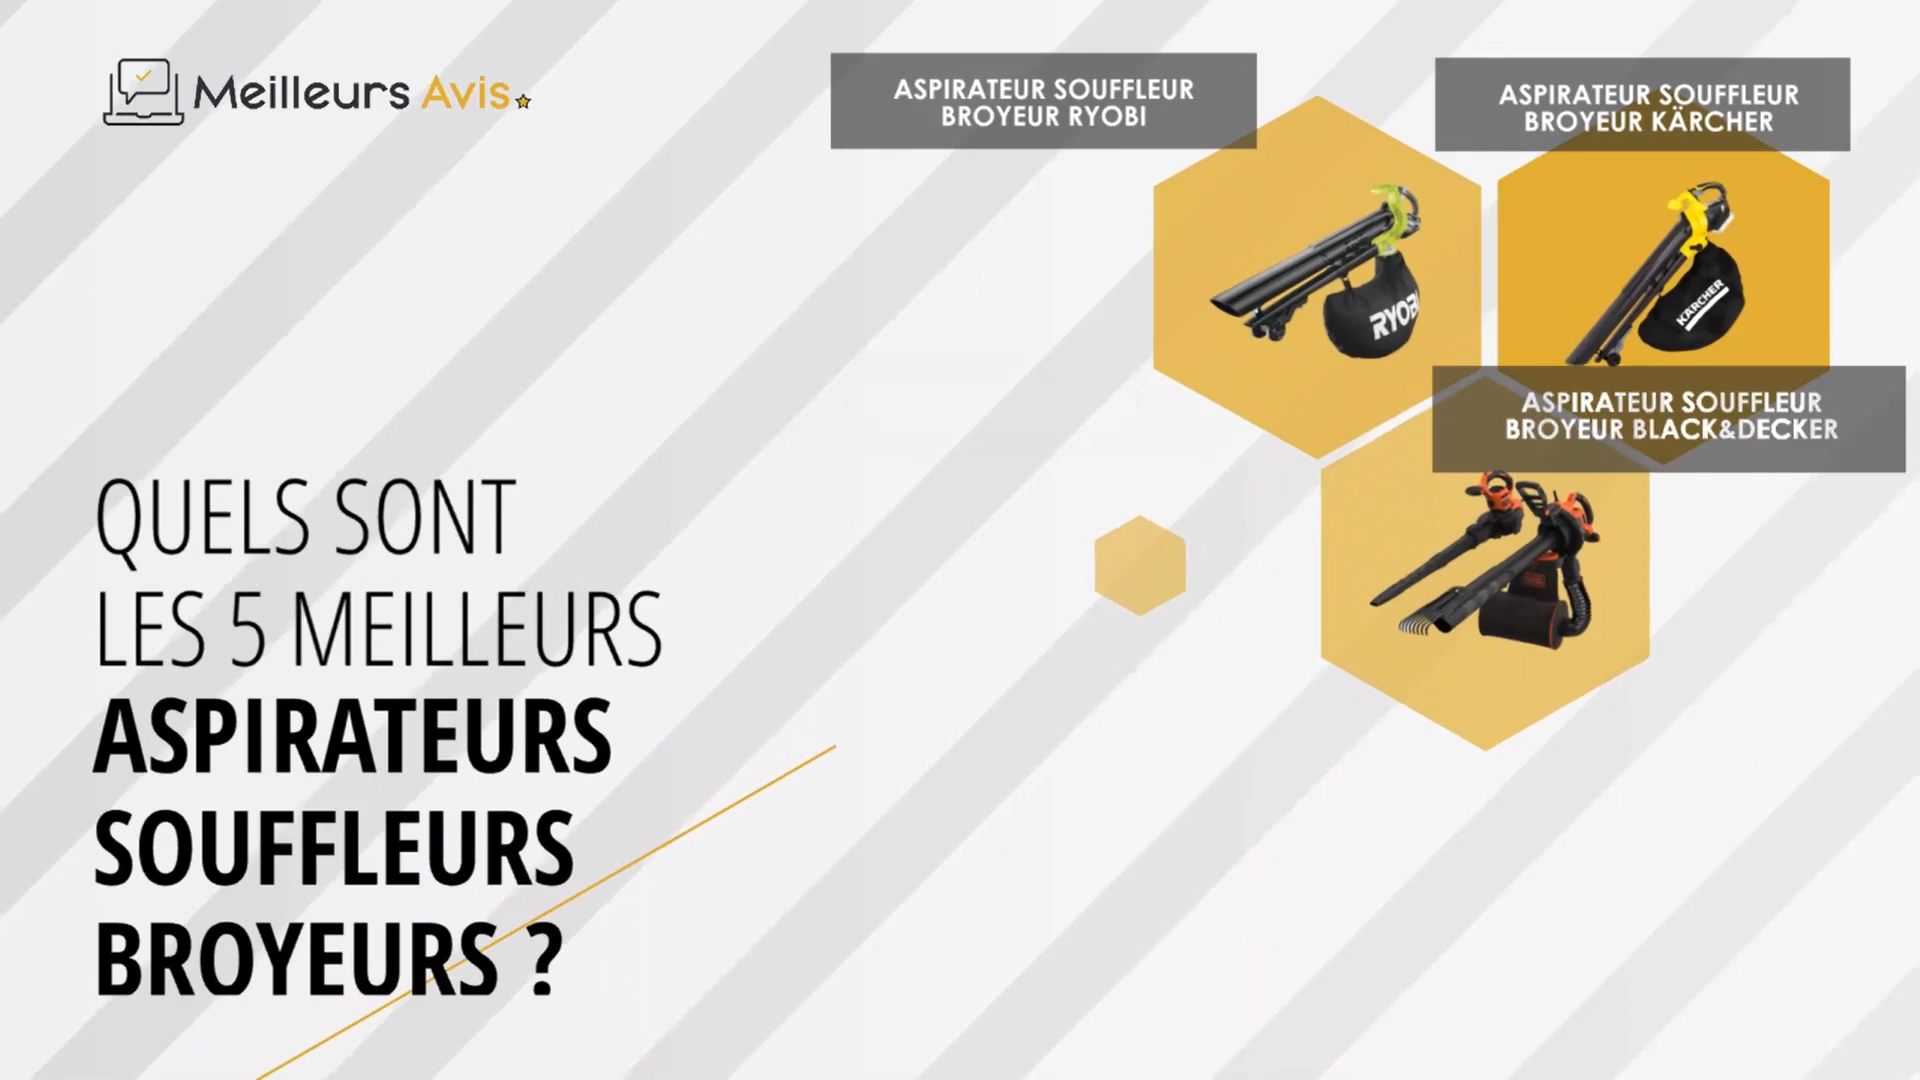 Meilleurs Avis
ASPIRATEUR SOUFFLEUR
BROYEUR RYOBI
ASPIRATEUR SOUFFLEUR
BROYEUR KÄRCHER
RYOBI
KÄRCHER
ASPIRATEUR SOUFFLEUR
BROYEUR BLACK&DECKER
QUELS SONT
LES 5 MEILLEURS
ASPIRATEURS
SOUFFLEURS
BROYEURS ?